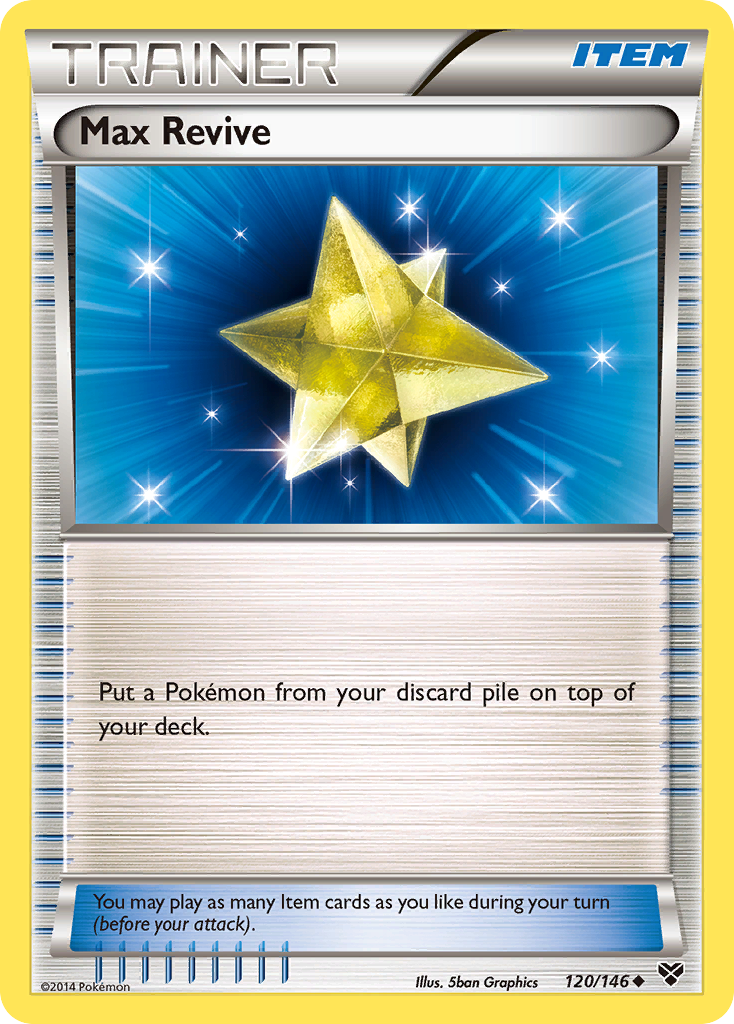 TRAINER
ITEM
Max Revive
Put a Pokémon from your discard pile on top of
your deck.
You may play as many Item cards as you like during your turn
(before your attack).
©2014 Pokémon
Illus. 5ban Graphics
120/146